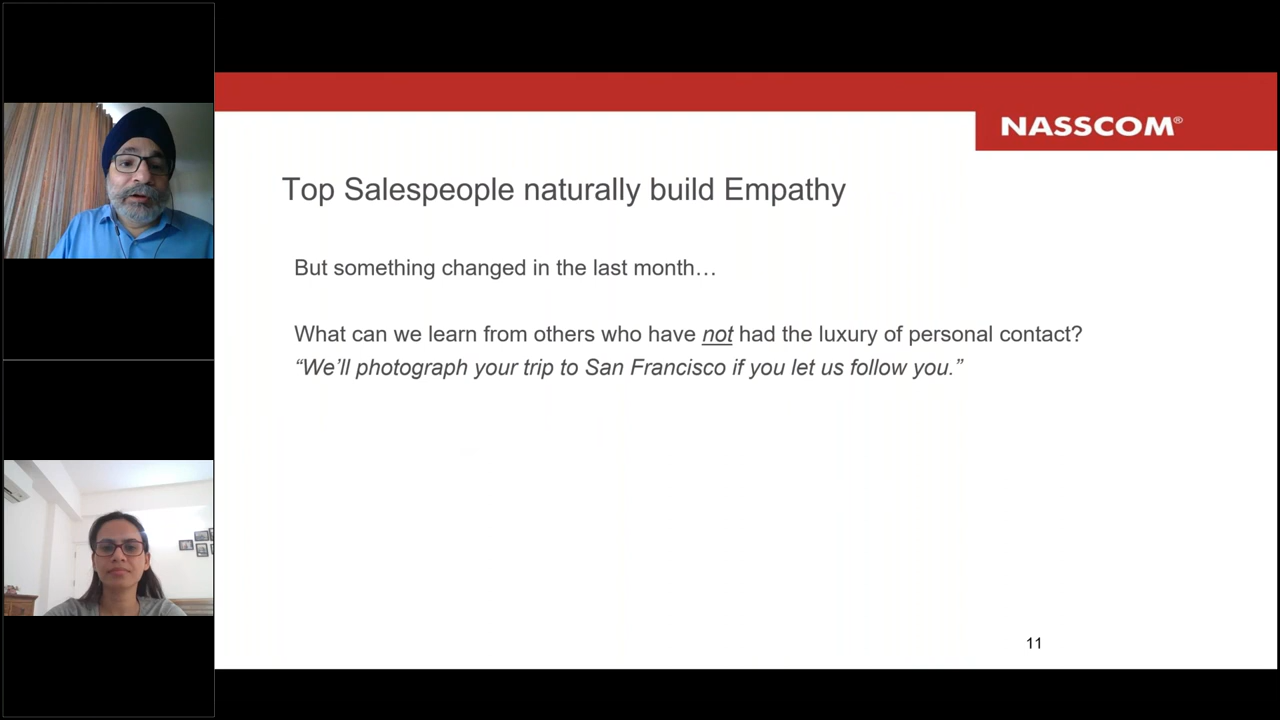 NASSCOM®
Top Salespeople naturally build Empathy
But something changed in the last month…
What can we learn from others who have not had the luxury of personal contact?
“We’ll photograph your trip to San Francisco if you let us follow you.”
11